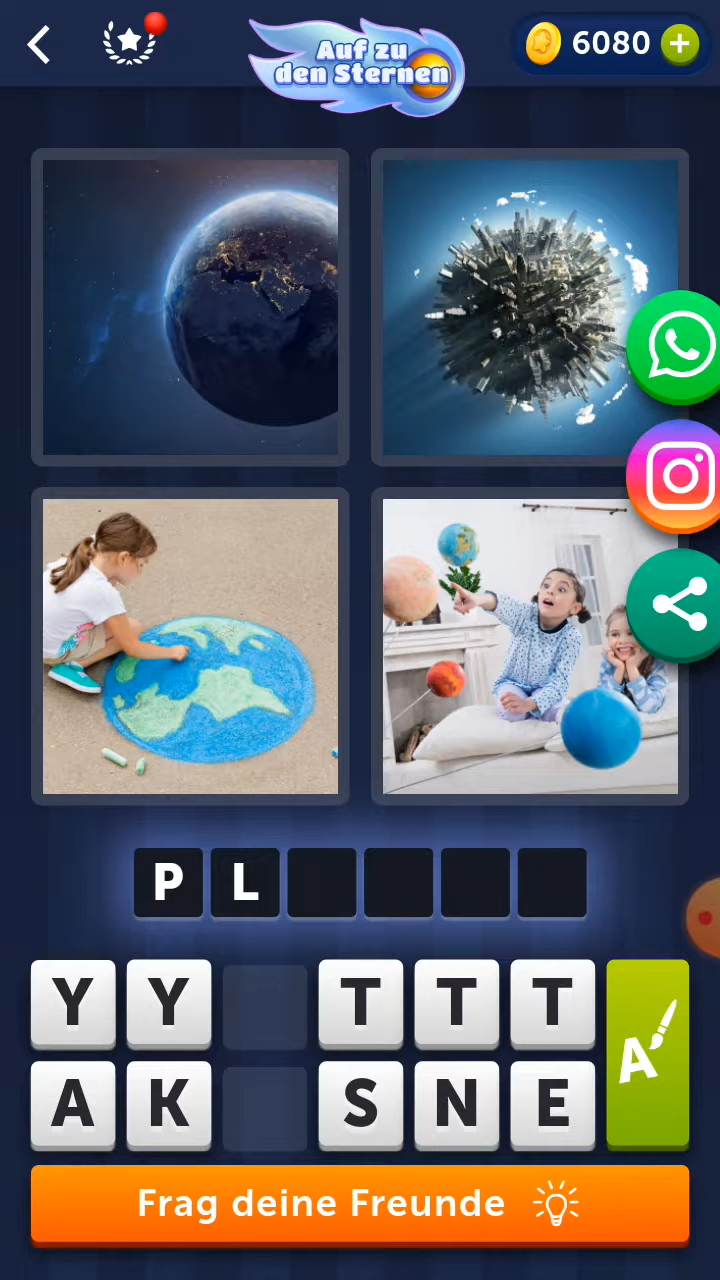 Auf zu
den Sternen
6080
P L
Y Y T T T
A K S N E
A
Frag deine Freunde